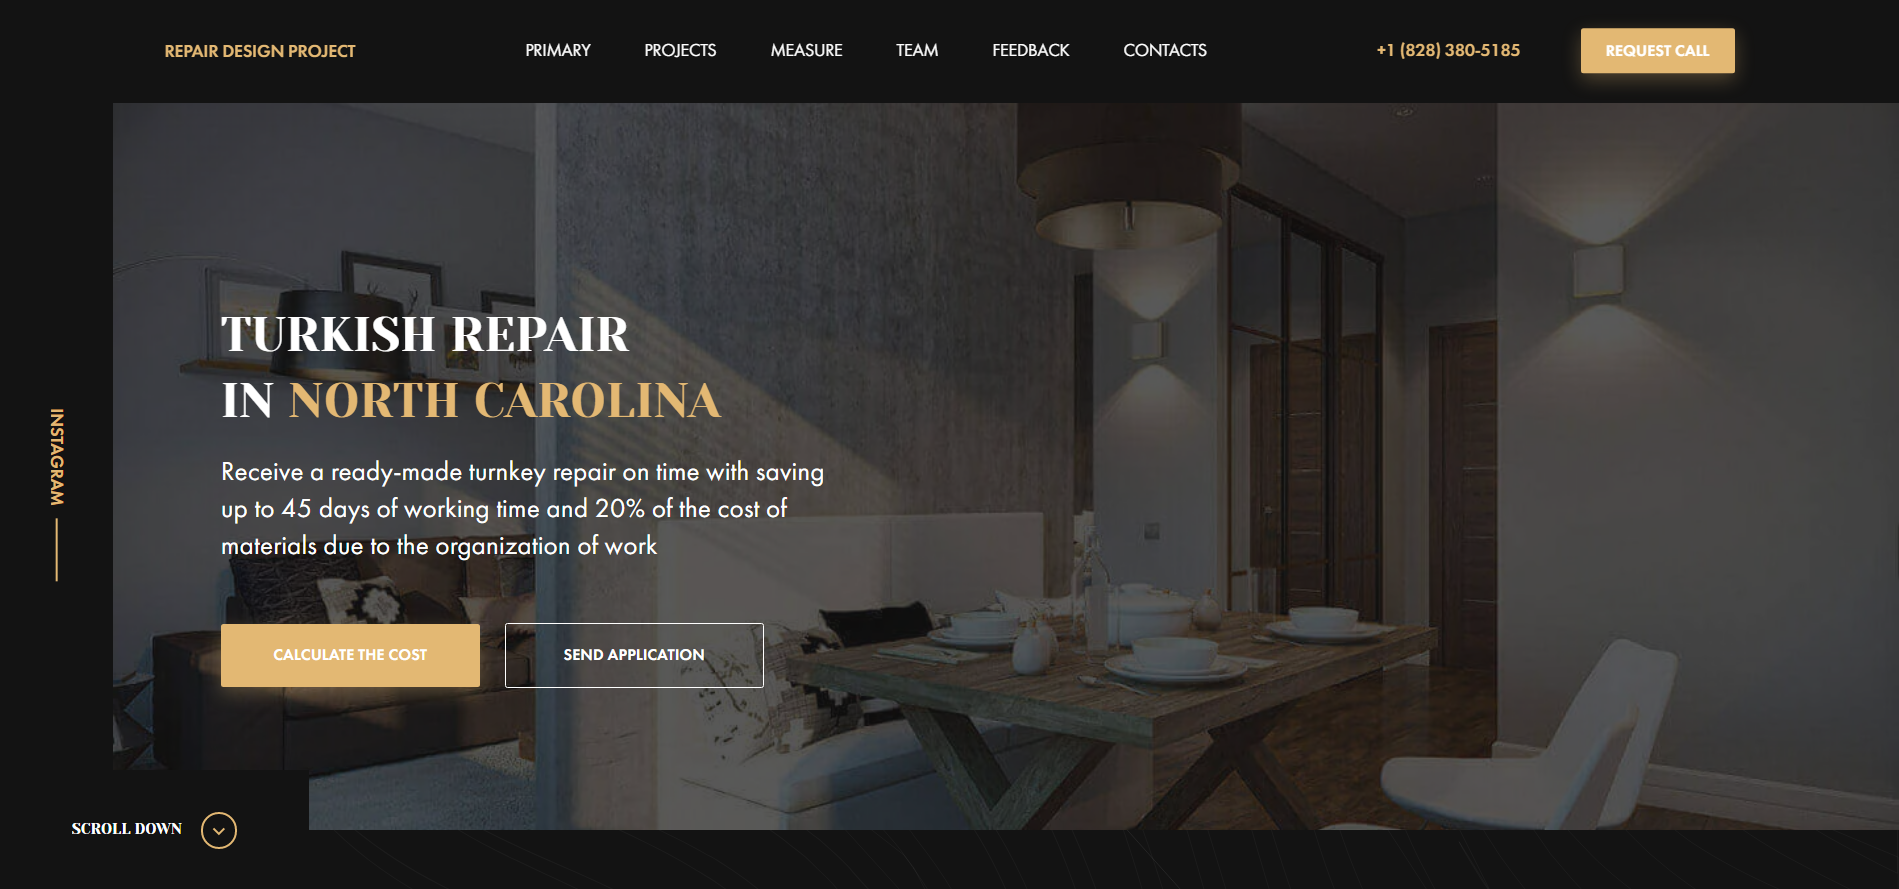 REPAIR DESIGN PROJECT
PRIMARY
PROJECTS
MEASURE
TEAM
FEEDBACK
CONTACTS
+1 (828) 380-5185
REQUEST CALL
INSTAGRAM
TURKISH REPAIR
IN NORTH CAROLINA
Receive a ready-made turnkey repair on time with saving
up to 45 days of working time and 20% of the cost of
materials due to the organization of work
CALCULATE THE COST
SEND APPLICATION
SCROLL DOWN